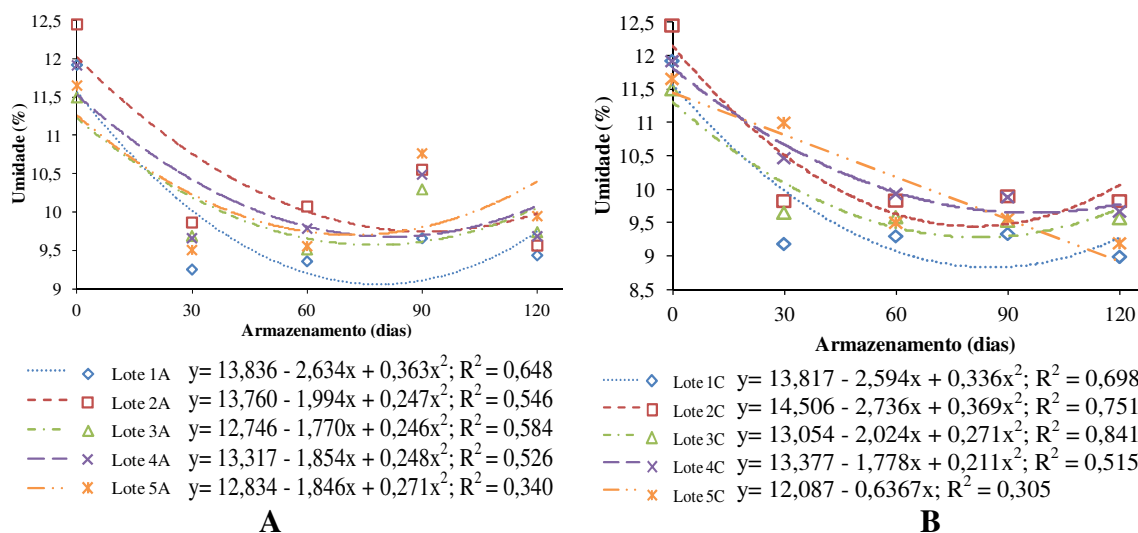 12,5
12
11,5
11
10,5
10
9,5
9
Umidade (%)
0
30
60
90
120
Armazenamento (dias)
Lote 1A y= 13,836 - 2,634x + 0,363x²; R² = 0,648
Lote 2A y= 13,760 - 1,994x + 0,247x²; R² = 0,546
Lote 3A y= 12,746 - 1,770x + 0,246x²; R² = 0,584
Lote 4A y= 13,317 - 1,854x + 0,248x²; R² = 0,526
Lote 5A y= 12,834 - 1,846x + 0,271x²; R² = 0,340
A
12,5
12
11,5
11
10,5
10
9,5
9
8,5
Umidade (%)
0
30
60
90
120
Armazenamento (dias)
Lote 1C y= 13,817 - 2,594x + 0,336x²; R² = 0,698
Lote 2C y= 14,506 - 2,736x + 0,369x²; R² = 0,751
Lote 3C y= 13,054 - 2,024x + 0,271x²; R² = 0,841
Lote 4C y= 13,377 - 1,778x + 0,211x²; R² = 0,515
Lote 5C y= 12,087 - 0,6367x; R² = 0,305
B